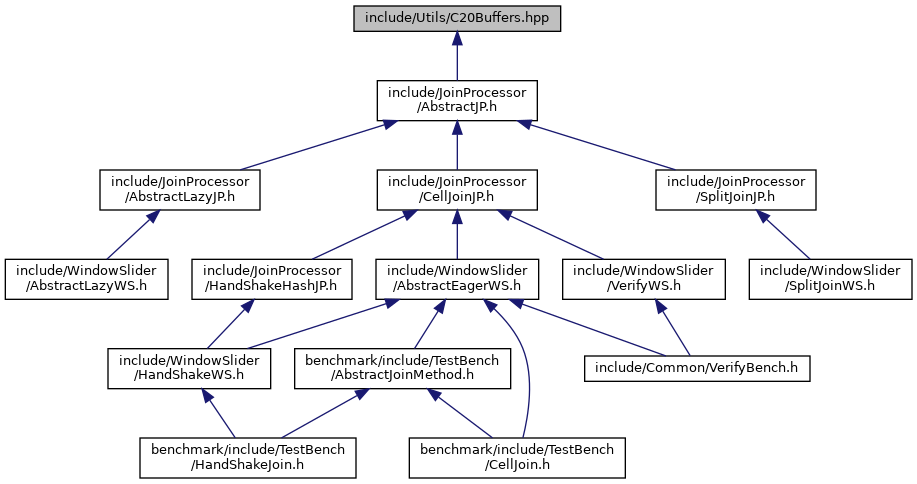 include/Utils/C20Buffers.hpp
include/JoinProcessor
/AbstractJP.h
include/JoinProcessor
/AbstractLazyJP.h
include/JoinProcessor
/CellJoinJP.h
include/JoinProcessor
/SplitJoinJP.h
include/WindowSlider
/AbstractLazyWS.h
include/JoinProcessor
/HandShakeHashJP.h
include/WindowSlider
/AbstractEagerWS.h
include/WindowSlider
/VerifyWS.h
include/WindowSlider
/SplitJoinWS.h
include/WindowSlider
/HandShakeWS.h
benchmark/include/TestBench
/AbstractJoinMethod.h
include/Common/VerifyBench.h
benchmark/include/TestBench
/HandShakeJoin.h
benchmark/include/TestBench
/CellJoin.h